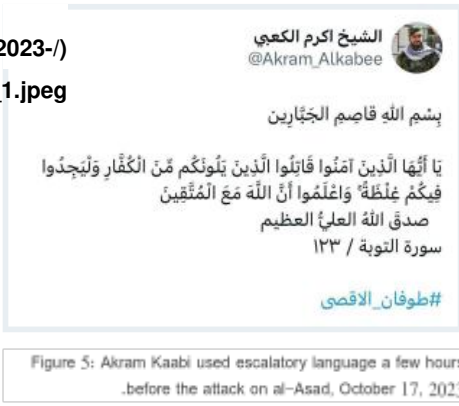 2023-/)
1.jpeg
الشيخ اكرم الكعبي
@Akram_Alkabee
بِسْمِ اللَّهِ قَاصِمِ الجَبَّارِين
يَا أَيُّهَا الَّذِينَ آمَنُوا قَاتِلُوا الَّذِينَ يَلُونَكُم مِّنَ الْكُفَّارِ وَلْيَجِدُوا
فِيكُمْ غِلْظَةً ۚ وَاعْلَمُوا أَنَّ اللَّهَ مَعَ الْمُتَّقِينَ
صدقَ اللهُ العليُّ العظيم
سورة التوبة / ١٢٣
#طوفان_الاقصى
Figure 5: Akram Kaabi used escalatory language a few hours
.before the attack on al-Asad, October 17, 202